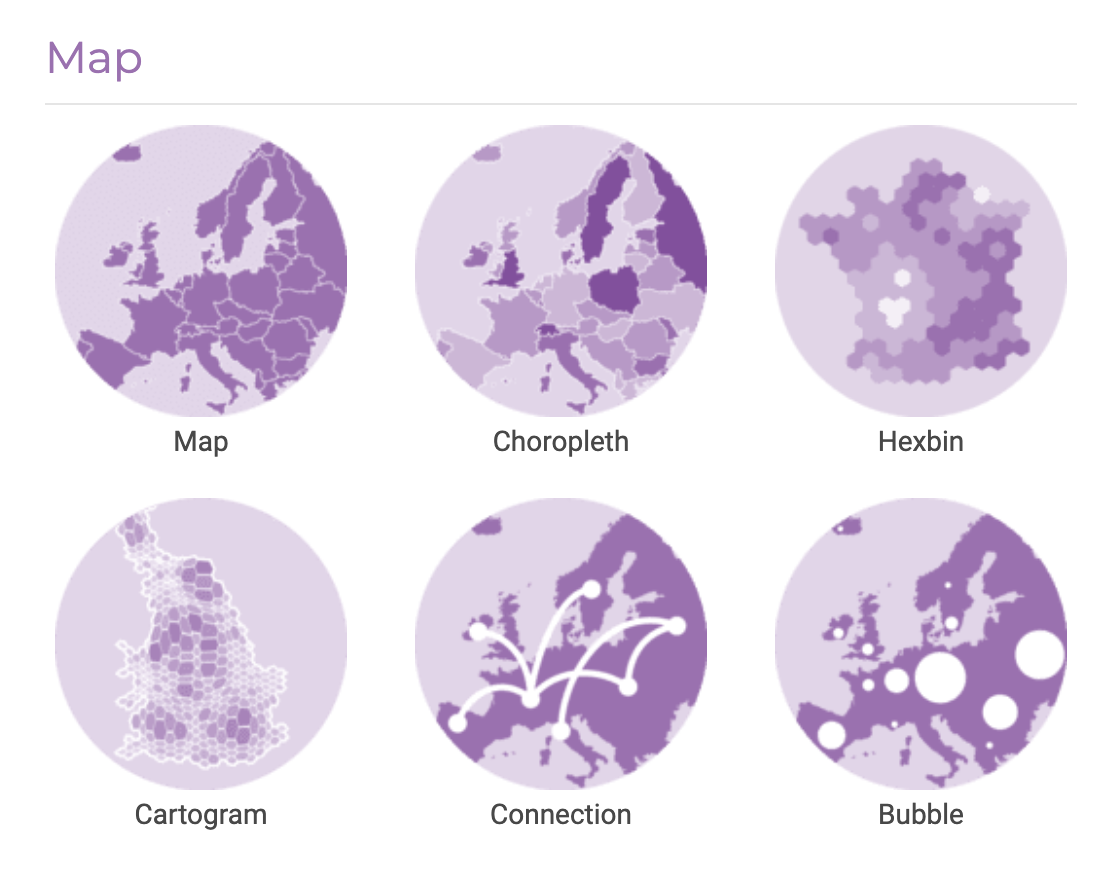 Map
Map
Choropleth
Hexbin
Cartogram
Connection
Bubble